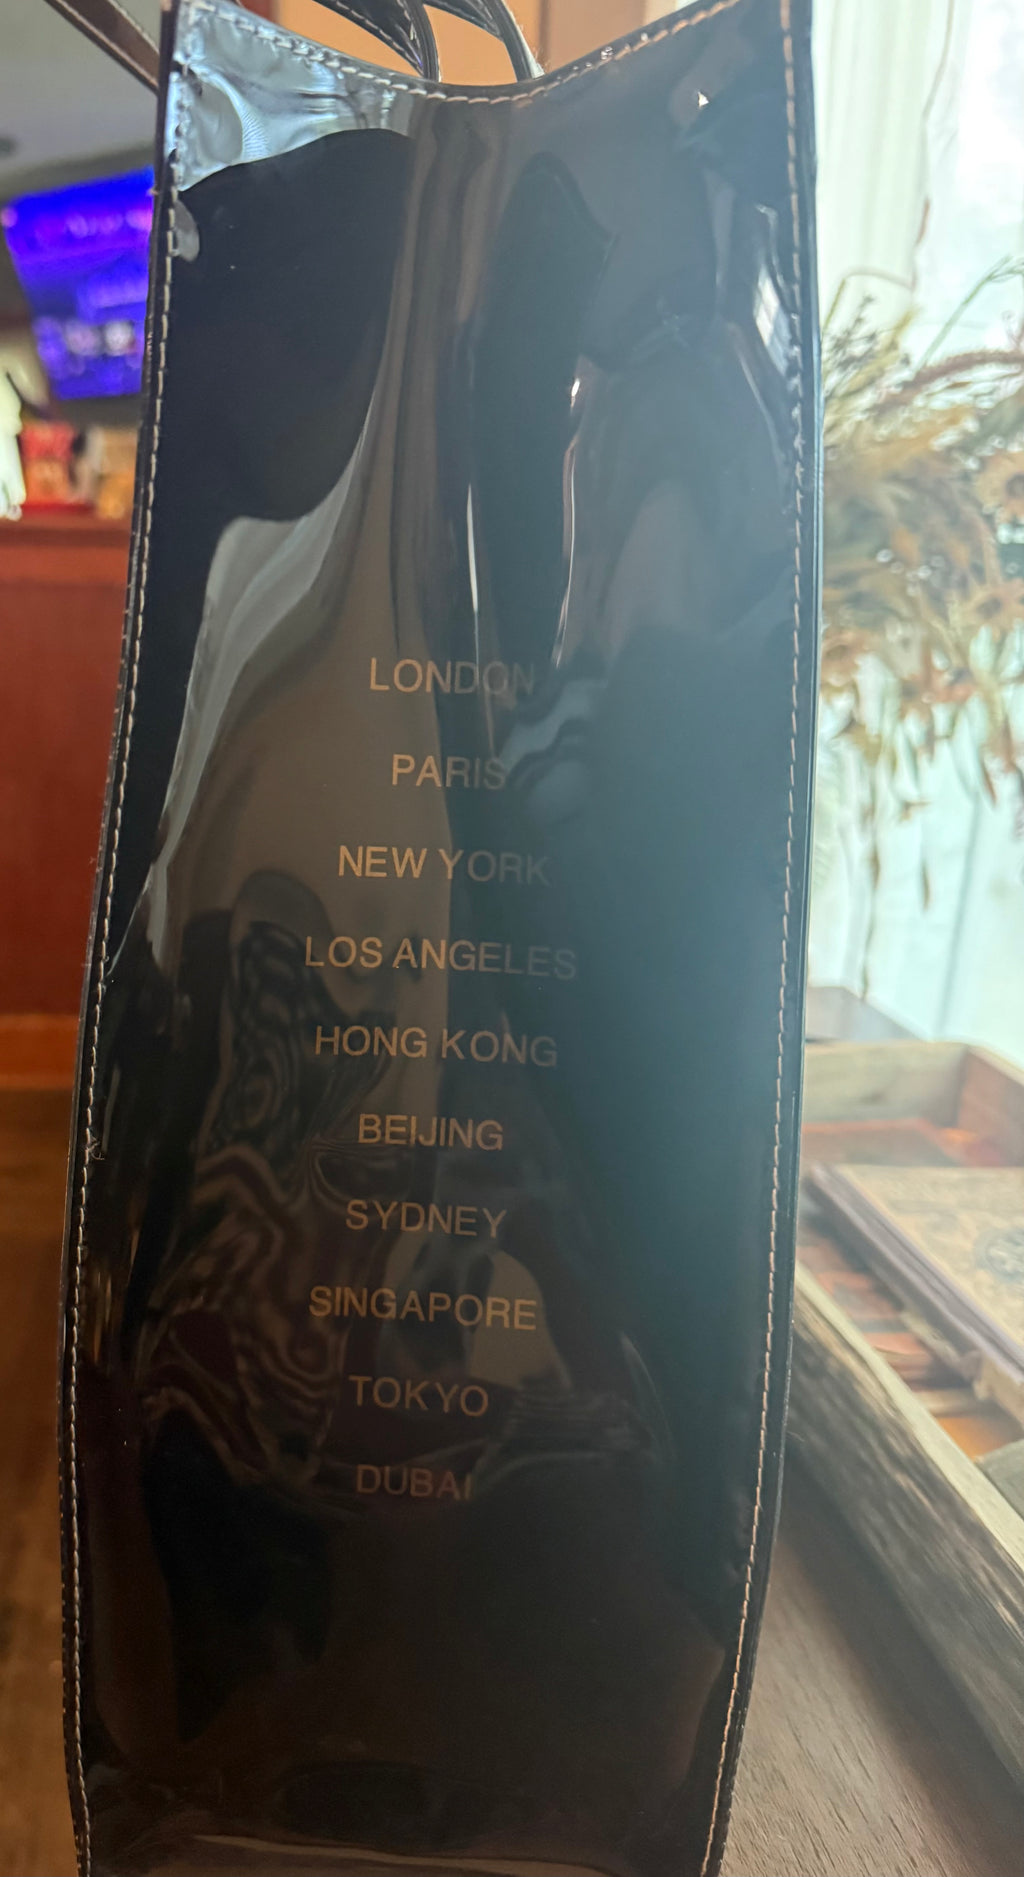 LONDON
PARIS
NEW YORK
LOS ANGELES
HONG KONG
BEIJING
SYDNEY
SINGAPORE
TOKYO
DUBAI